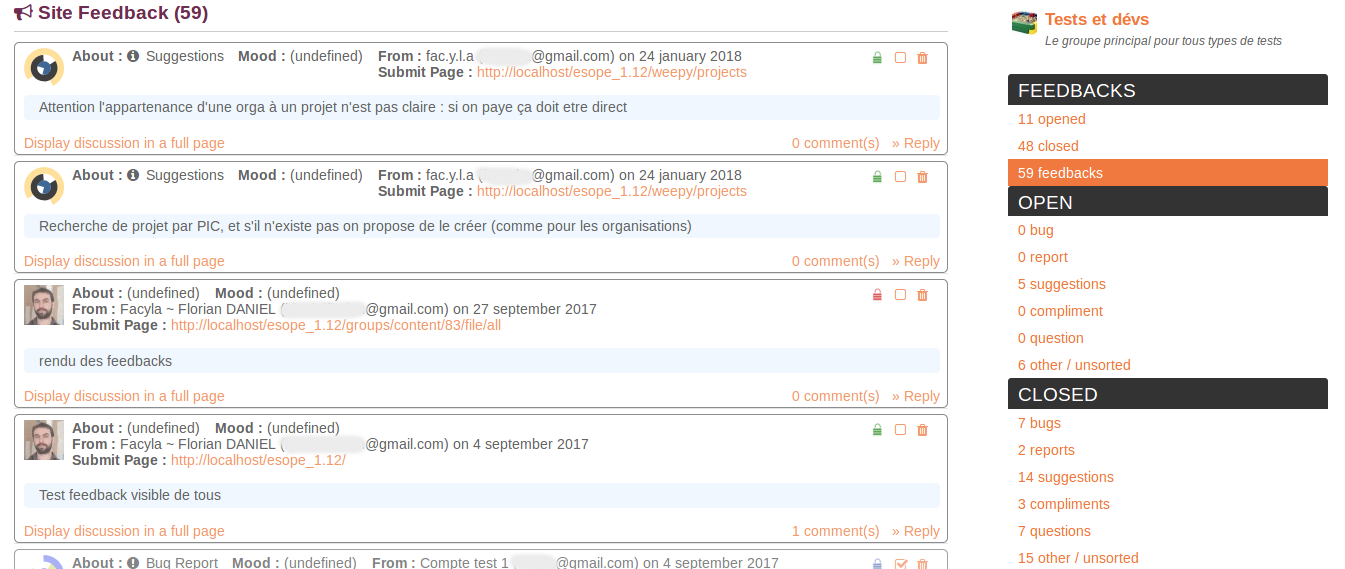 Site Feedback (59)
About : Suggestions Mood : (undefined) From : fac.y.l.a ( @gmail.com) on 24 january 2018
Submit Page : http://localhost/esope_1.12/weepy/projects
Attention l'appartenance d'une orga à un projet n'est pas claire : si on paye ça doit etre direct
Display discussion in a full page 0 comment(s) » Reply
About : Suggestions Mood : (undefined) From : fac.y.l.a ( @gmail.com) on 24 january 2018
Submit Page : http://localhost/esope_1.12/weepy/projects
Recherche de projet par PIC, et s'il n'existe pas on propose de le créer (comme pour les organisations)
Display discussion in a full page 0 comment(s) » Reply
About : (undefined) Mood : (undefined)
From : Facyla ~ Florian DANIEL ( @gmail.com) on 27 september 2017
Submit Page : http://localhost/esope_1.12/groups/content/83/file/all
rendu des feedbacks
Display discussion in a full page 0 comment(s) » Reply
About : (undefined) Mood : (undefined)
From : Facyla ~ Florian DANIEL ( @gmail.com) on 4 september 2017
Submit Page : http://localhost/esope_1.12/
Test feedback visible de tous
Display discussion in a full page 1 comment(s) » Reply
About : Bug Report Mood : (undefined) From : Compte test 1 @gmail.com) on 4 september 2017
Tests et dévs
Le groupe principal pour tous types de tests
FEEDBACKS
11 opened
48 closed
59 feedbacks
OPEN
0 bug
0 report
5 suggestions
0 compliment
0 question
6 other / unsorted
CLOSED
7 bugs
2 reports
14 suggestions
3 compliments
7 questions
15 other / unsorted